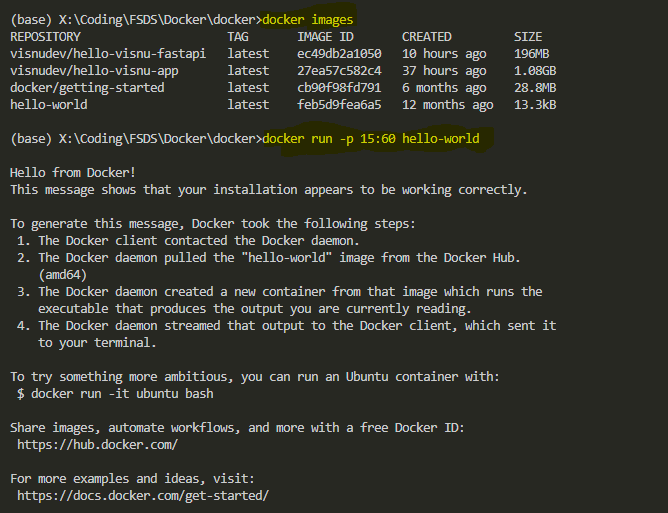 (base) X:\Coding\FSDS\Docker\docker>docker images
REPOSITORY                     TAG       IMAGE ID       CREATED         SIZE
visnudev/hello-visnu-fastapi   latest    ec49db2a1050   10 hours ago    196MB
visnudev/hello-visnu-app       latest    27ea57c582c4   37 hours ago    1.08GB
docker/getting-started         latest    cb90f98fd791   6 months ago    28.8MB
hello-world                    latest    feb5d9fea6a5   12 months ago   13.3kB
(base) X:\Coding\FSDS\Docker\docker>docker run -p 15:60 hello-world
Hello from Docker!
This message shows that your installation appears to be working correctly.
To generate this message, Docker took the following steps:
 1. The Docker client contacted the Docker daemon.
 2. The Docker daemon pulled the "hello-world" image from the Docker Hub.
    (amd64)
 3. The Docker daemon created a new container from that image which runs the
    executable that produces the output you are currently reading.
 4. The Docker daemon streamed that output to the Docker client, which sent it
    to your terminal.
To try something more ambitious, you can run an Ubuntu container with:
 $ docker run -it ubuntu bash
Share images, automate workflows, and more with a free Docker ID:
 https://hub.docker.com/
For more examples and ideas, visit:
 https://docs.docker.com/get-started/